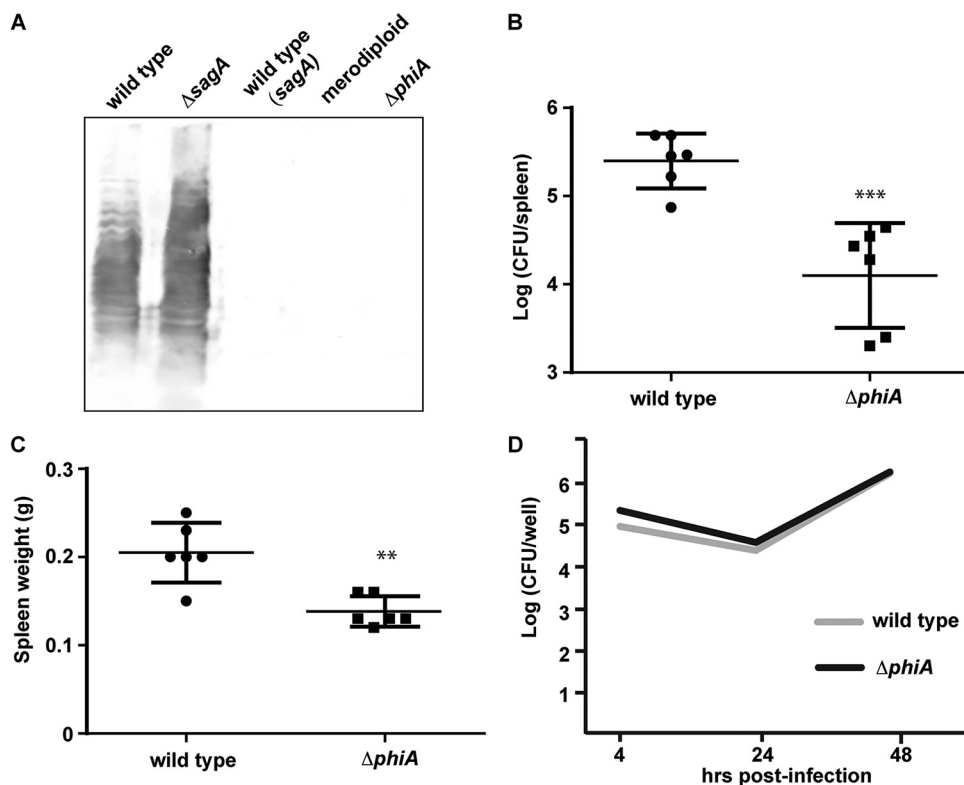 A
wild type
ΔsagA
wild type
(sagA)
merodiploid
ΔphiA
B
Log (CFU/spleen)
6
5
4
3
***
wild type
ΔphiA
C
Spleen weight (g)
0.3
0.2
0.1
0
**
wild type
ΔphiA
D
Log (CFU/well)
6
5
4
3
2
1
wild type
ΔphiA
4 24 48
hrs post-infection